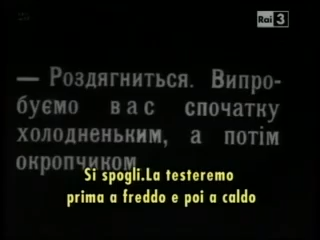 Rai 3
— Роздягниться. Випро-
буємо вас спочатку
холодненьким, а потім
окропчиком
Si spogli.La testeremo
prima a freddo e poi a caldo